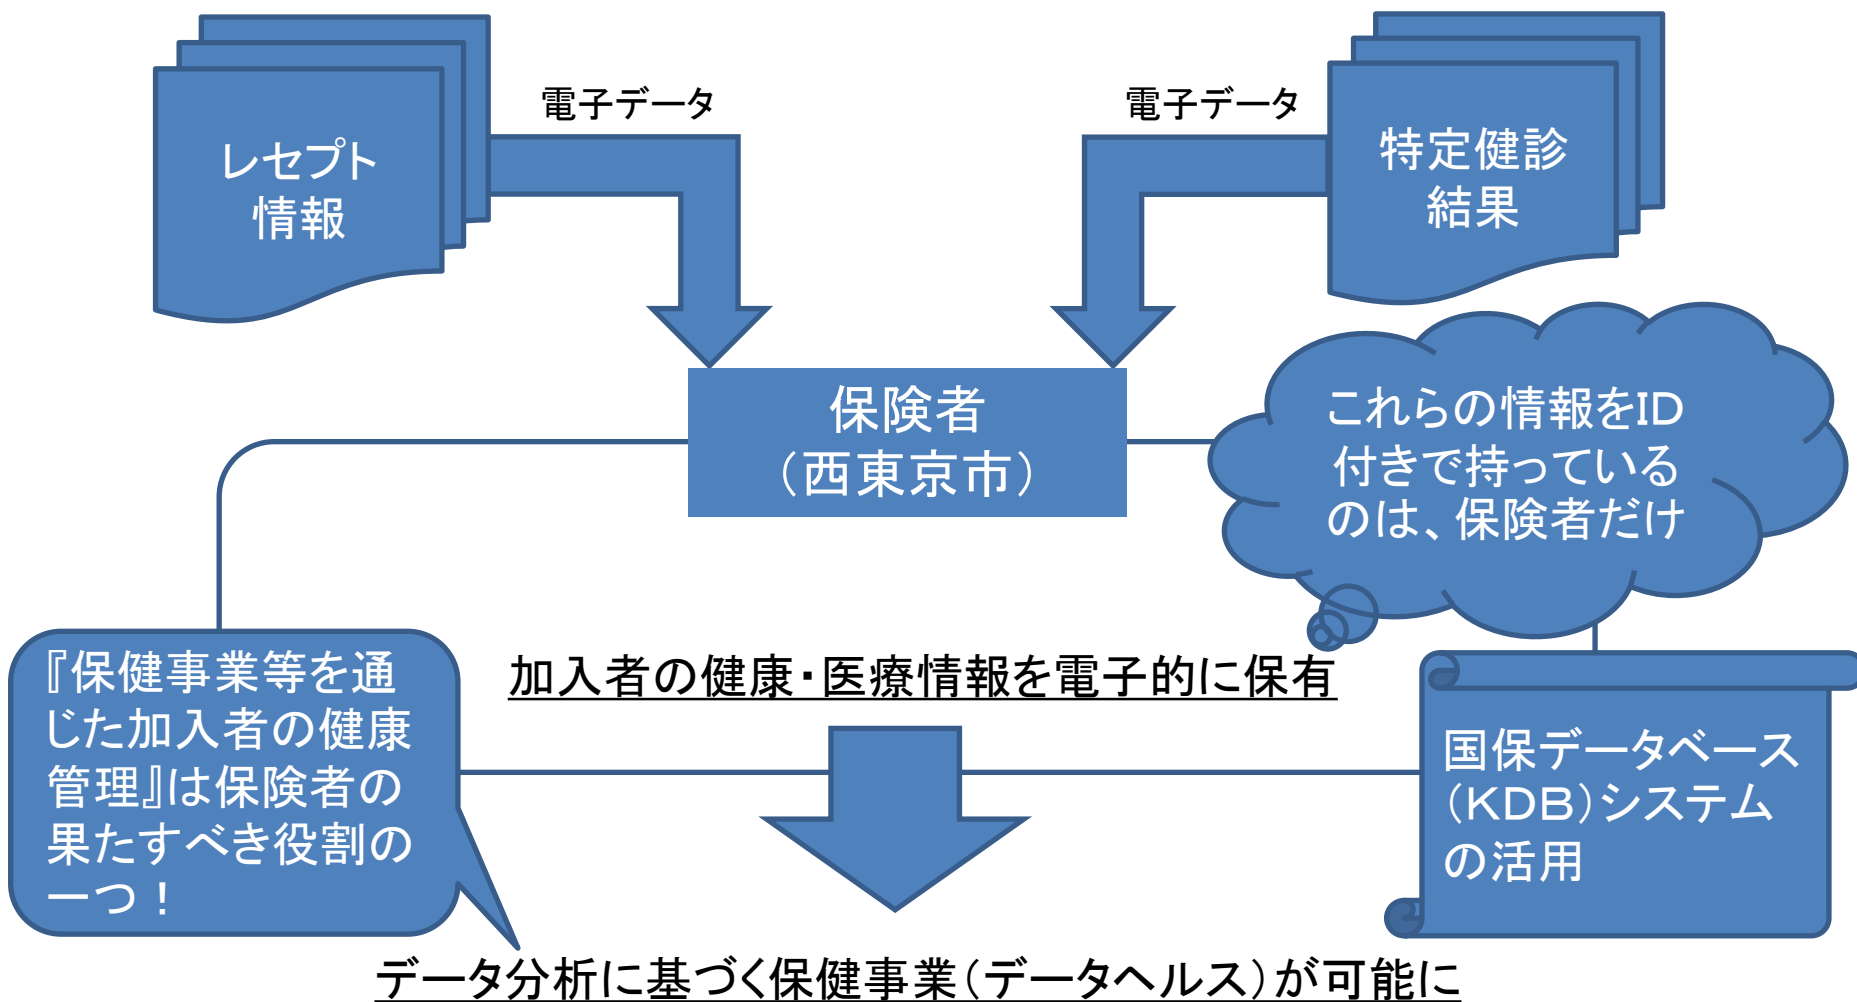 電子データ
電子データ
レセプト
情報
特定健診
結果
保険者
（西東京市）
これらの情報をID
付きで持っている
のは、保険者だけ
『保健事業等を通
じた加入者の健康
管理』は保険者の
果たすべき役割の
一つ！
加入者の健康・医療情報を電子的に保有
国保データベース
（KDB）システム
の活用
データ分析に基づく保健事業（データヘルス）が可能に